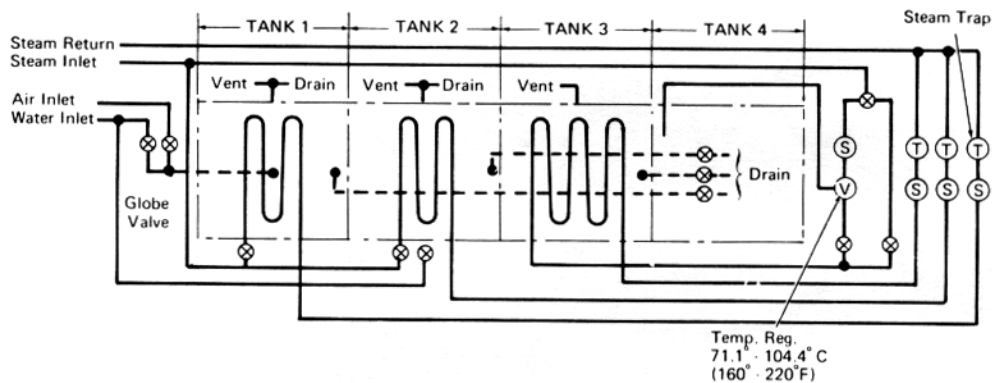 TANK 1 TANK 2 TANK 3 TANK 4
Steam Trap
Steam Return
Steam Inlet
Vent Drain Vent Drain Vent
Air Inlet
Water Inlet
S T T T
Drain
V S S S
Globe
Valve
Temp. Reg.
71.1° · 104.4° C
(160° · 220°F)